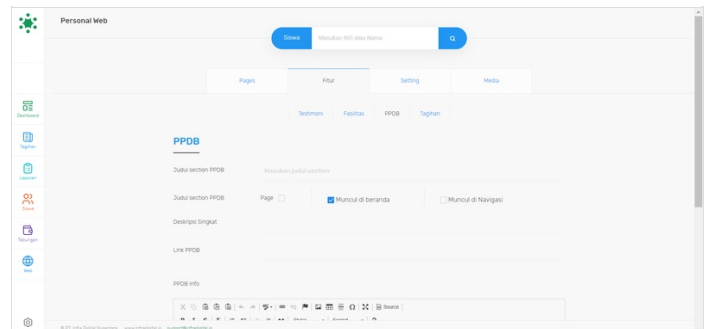 Personal Web
Siswa Masukan NIS atau Nama
Pages Fitur Setting Media
Testimoni Fasilitas PPDB Tagihan
Dashboard
Tagihan
Laporan
Siswa
Tabungan
Web
PPDB
Judul section PPDB Masukan judul section
Judul section PPDB Page Muncul di beranda Muncul di Navigasi
Deskripsi Singkat
Link PPDB
PPDB Info
Source